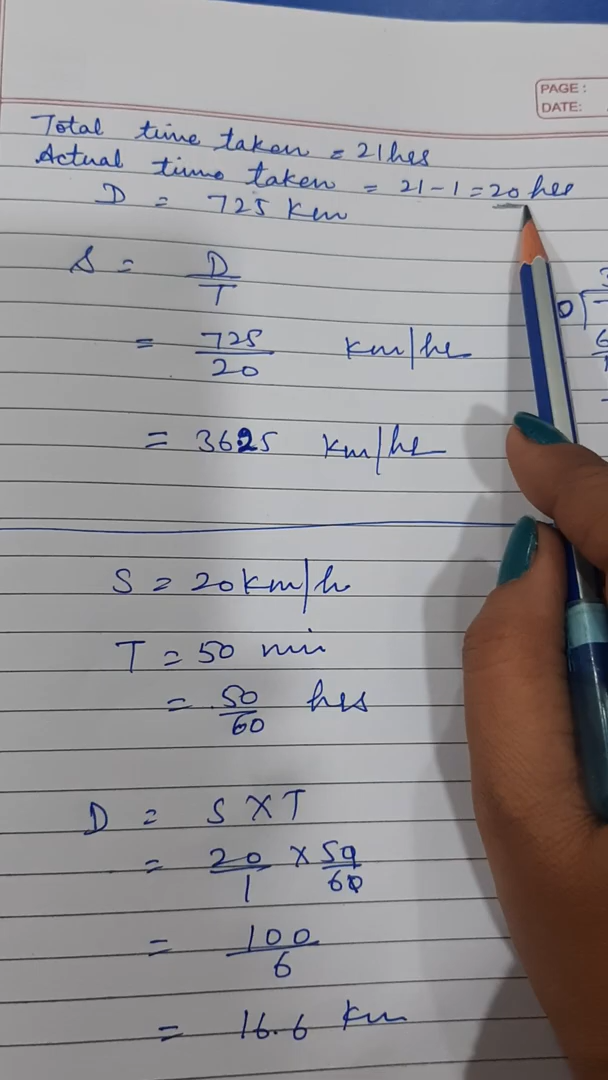 PAGE:
DATE:
Total time taken = 21 hrs
Actual time taken = 21 - 1 = 20 hrs
D = 725 Km
S = D/T
= 725/20 Km/hr
= 3625 Km/hr
S = 20 Km/h
T = 50 min
= 50/60 hrs
D = S X T
= 20/1 X 50/60
= 100/6
= 16.6 Km